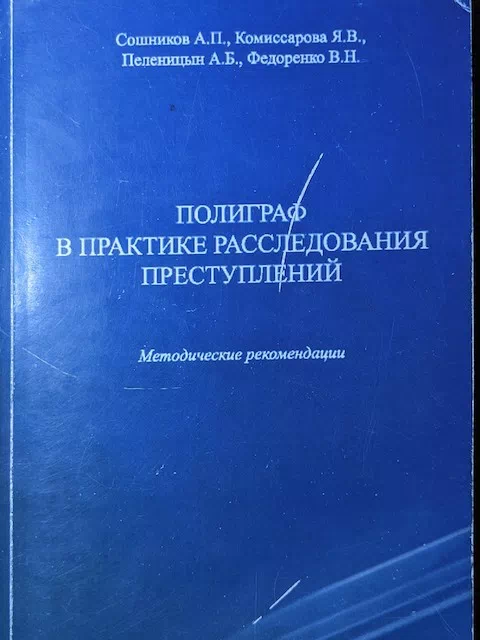 Сошников А.П., Комиссарова Я.В.,
Пеленицын А.Б., Федоренко В.Н.
ПОЛИГРАФ
В ПРАКТИКЕ РАССЛЕДОВАНИЯ
ПРЕСТУПЛЕНИЙ
Методические рекомендации